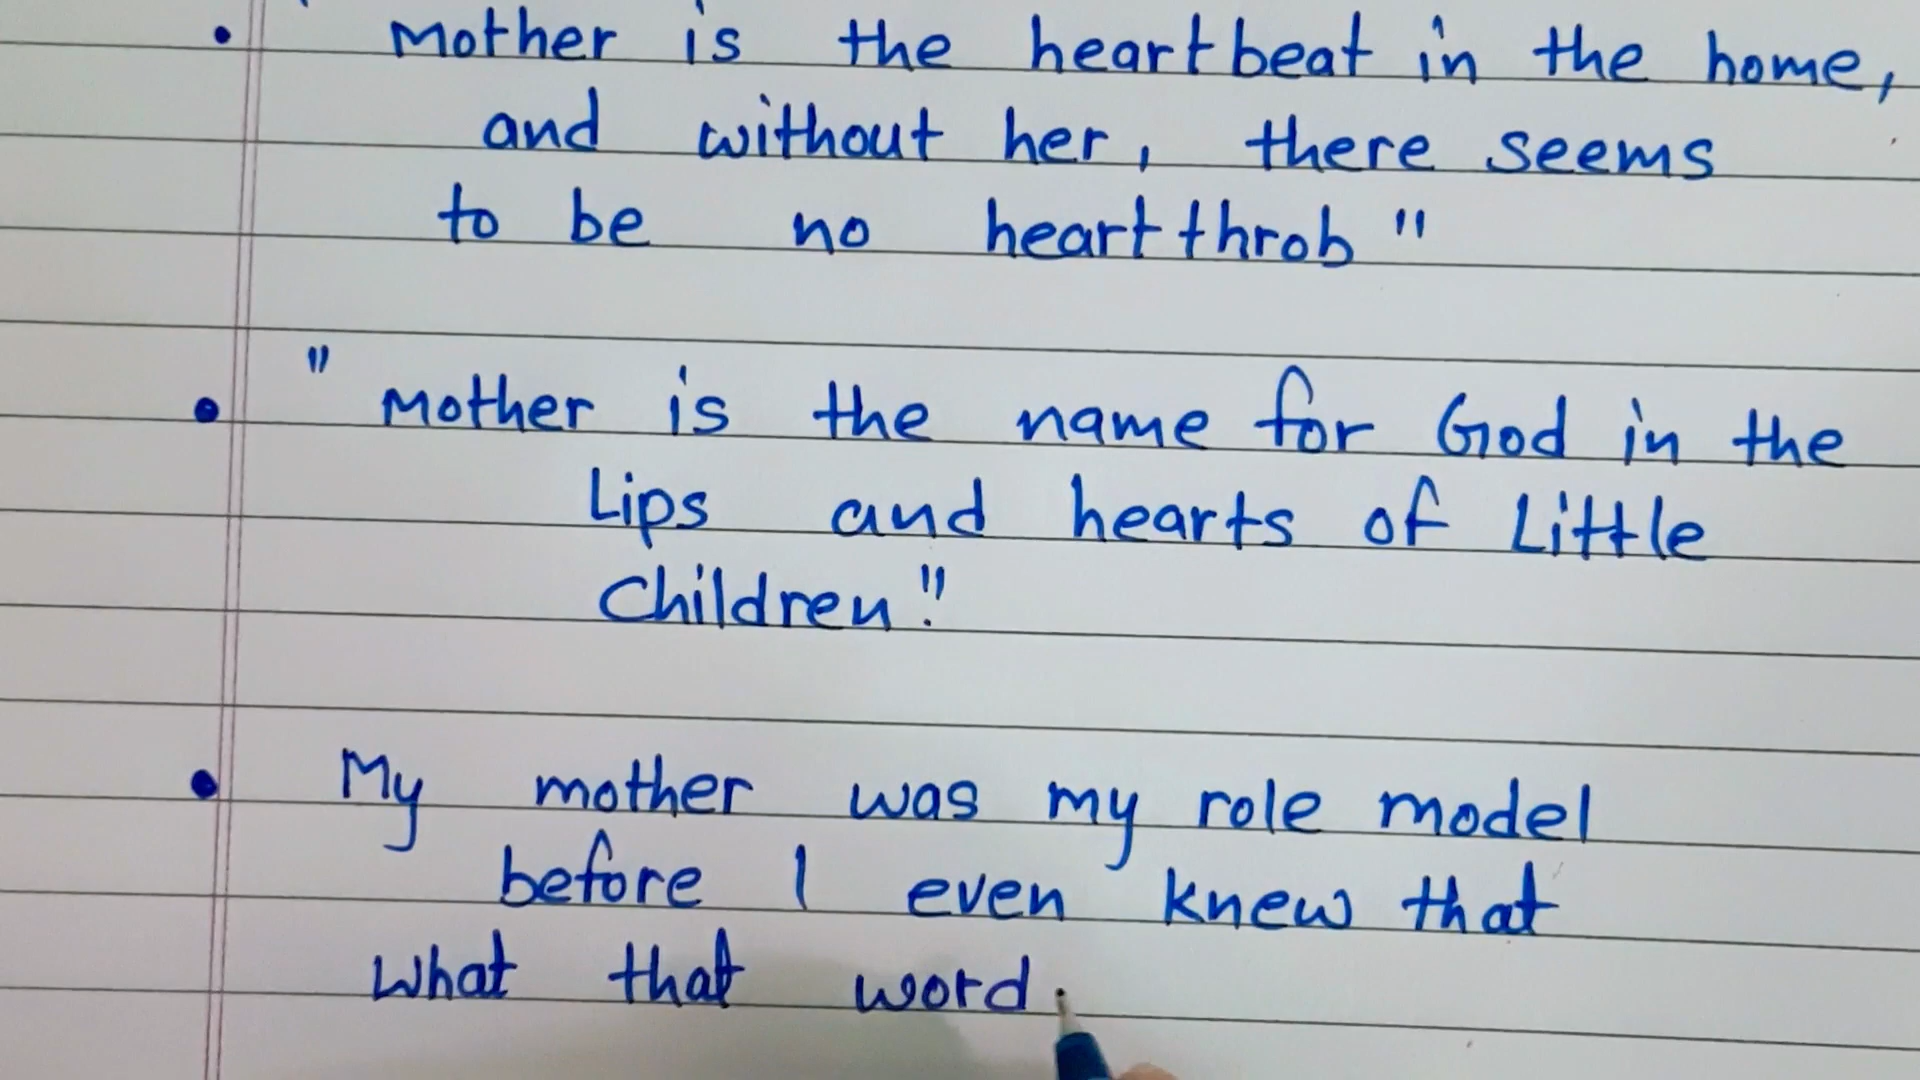 • " Mother is the heartbeat in the home,
and without her, there seems
to be no heartthrob"
• "Mother is the name for God in the
Lips and hearts of Little
Children."
• My mother was my role model
before I even knew that
what that word